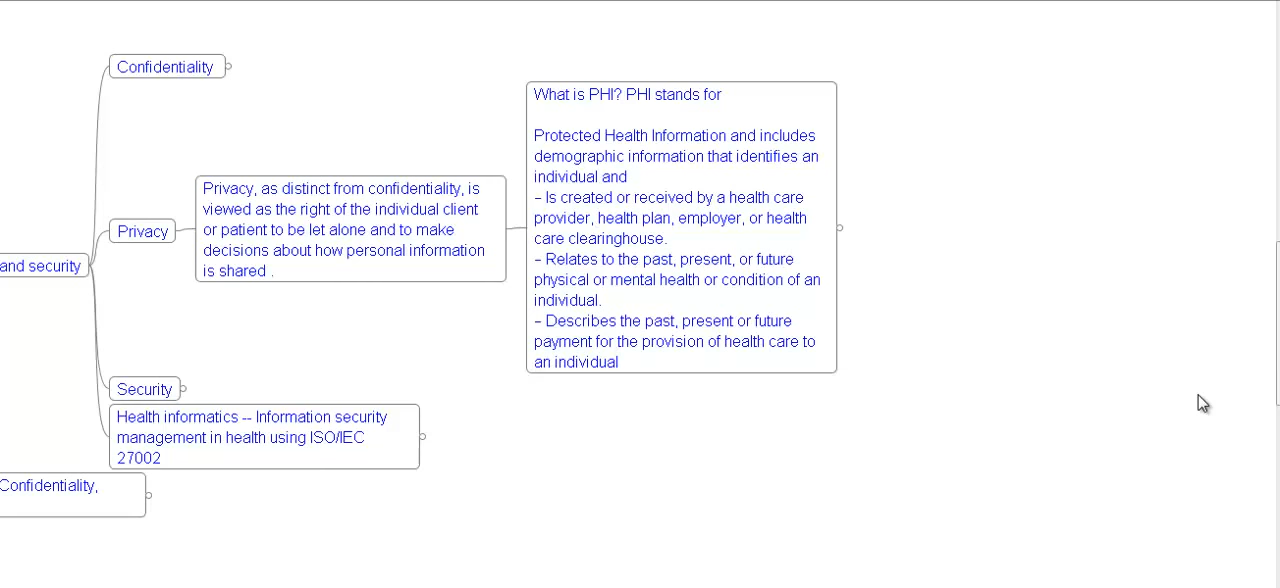 Confidentiality
What is PHI? PHI stands for
Protected Health Information and includes
demographic information that identifies an
individual and
– Is created or received by a health care
provider, health plan, employer, or health
care clearinghouse.
– Relates to the past, present, or future
physical or mental health or condition of an
individual.
– Describes the past, present or future
payment for the provision of health care to
an individual
Privacy, as distinct from confidentiality, is
viewed as the right of the individual client
or patient to be let alone and to make
decisions about how personal information
is shared .
Privacy
and security
Security
Health informatics -- Information security
management in health using ISO/IEC
27002
Confidentiality,